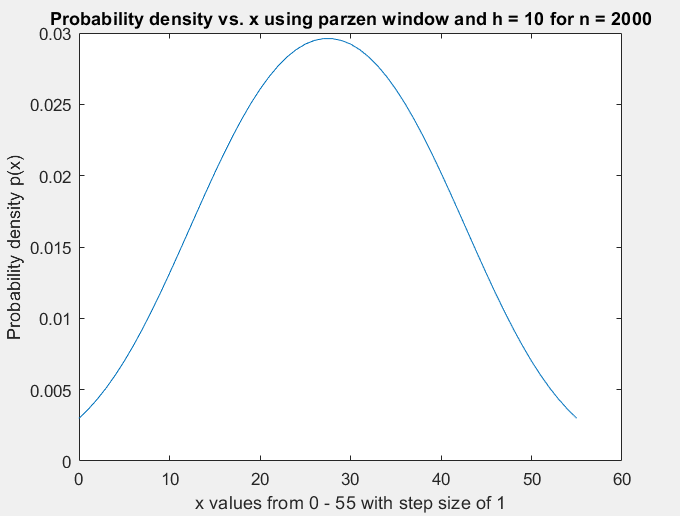 Probability density vs. x using parzen window and h = 10 for n = 2000
0.03
0.025
0.02
0.015
0.01
0.005
0
Probability density p(x)
0 10 20 30 40 50 60
x values from 0 - 55 with step size of 1